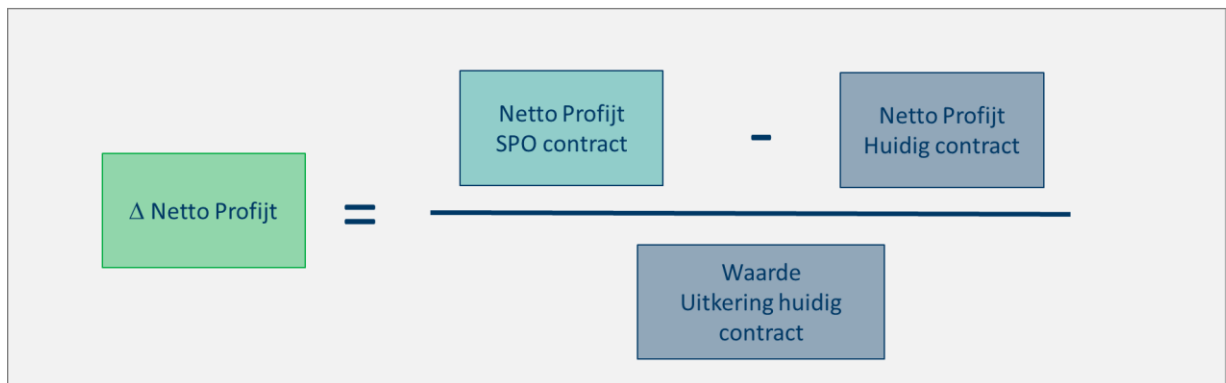 Netto Profijt
SPO contract
-
Netto Profijt
Huidig contract
Δ Netto Profijt
=
Waarde
Uitkering huidig
contract